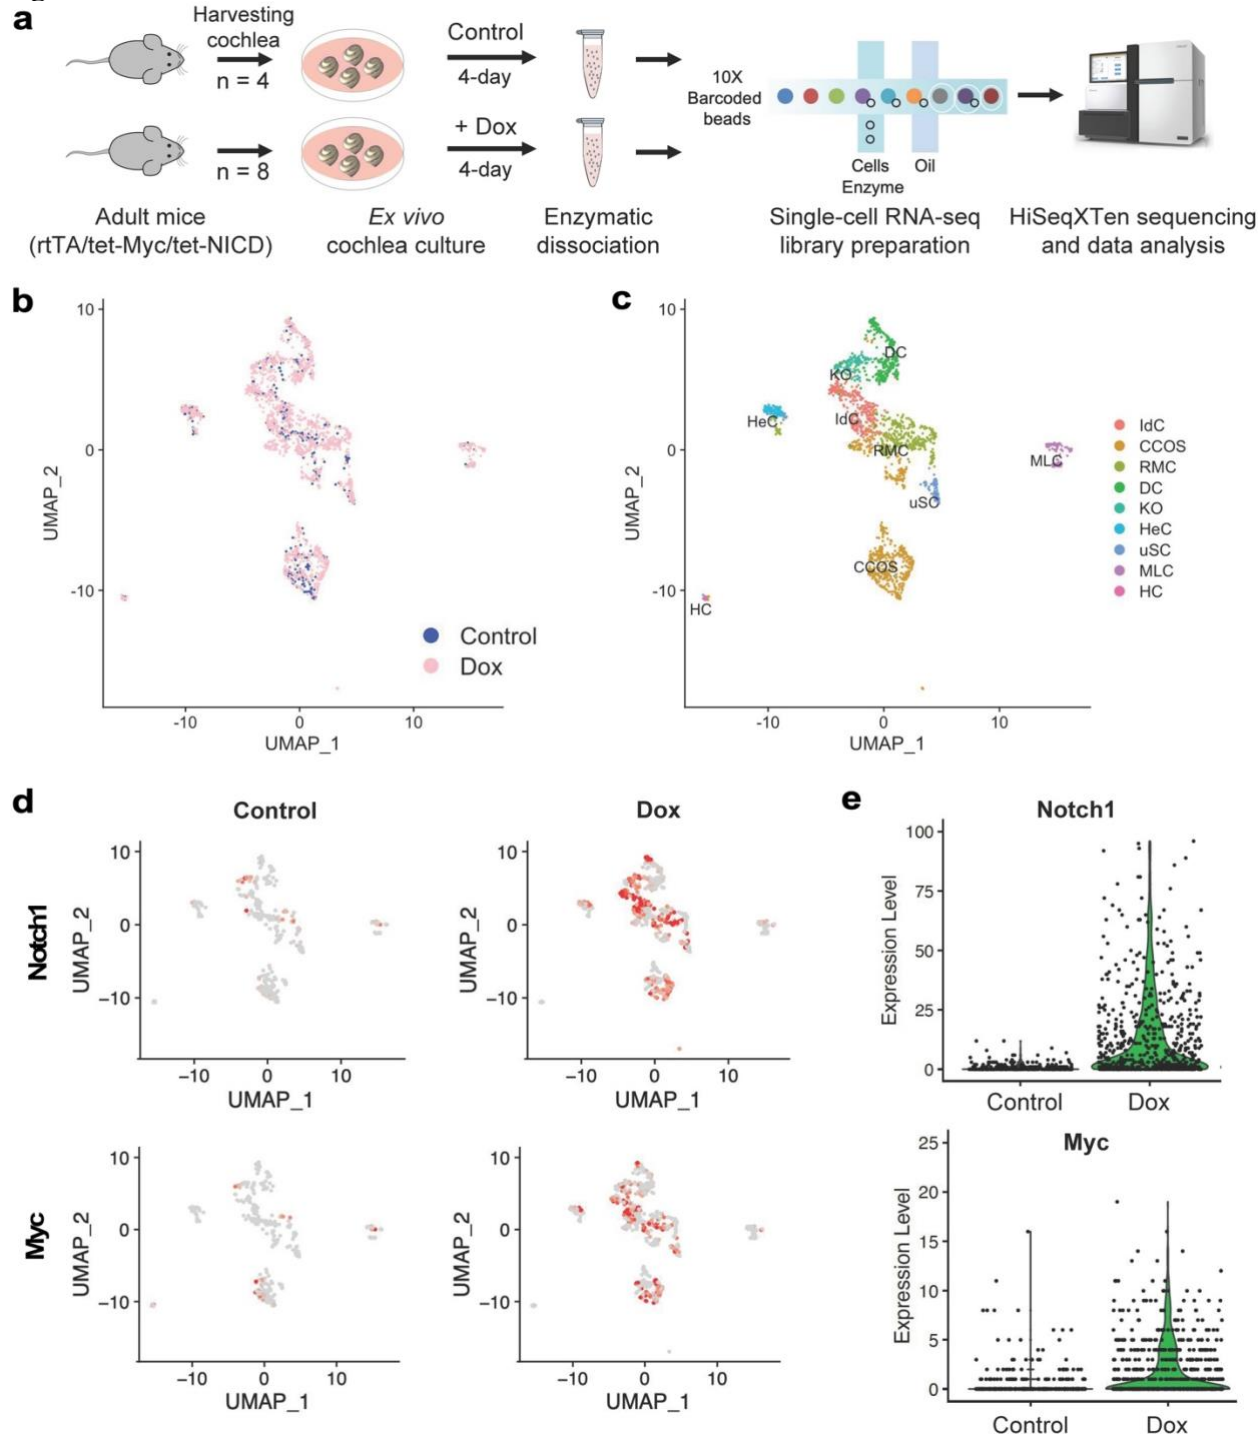 a
Harvesting
cochlea
n = 4
Control
4-day
n = 8
+ Dox
4-day
10X
Barcoded
beads
Cells
Enzyme
Oil
Adult mice
(rtTA/tet-Myc/tet-NICD)
Ex vivo
cochlea culture
Enzymatic
dissociation
Single-cell RNA-seq
library preparation
HiSeqXTen sequencing
and data analysis
b
10
0
-10
UMAP_2
-10 0 10
UMAP_1
Control
Dox
c
10
0
-10
UMAP_2
-10 0 10
UMAP_1
DC
KO
HeC
IdC
RMC
MLC
uSC
CCOS
HC
IdC
CCOS
RMC
DC
KO
HeC
uSC
MLC
HC
d
Control
Dox
Notch1
10
0
−10
UMAP_2
−10 0 10
UMAP_1
10
0
−10
UMAP_2
−10 0 10
UMAP_1
Myc
10
0
−10
UMAP_2
−10 0 10
UMAP_1
10
0
−10
UMAP_2
−10 0 10
UMAP_1
e
Notch1
100
75
50
25
0
Expression Level
Control Dox
Myc
25
20
15
10
5
0
Expression Level
Control Dox